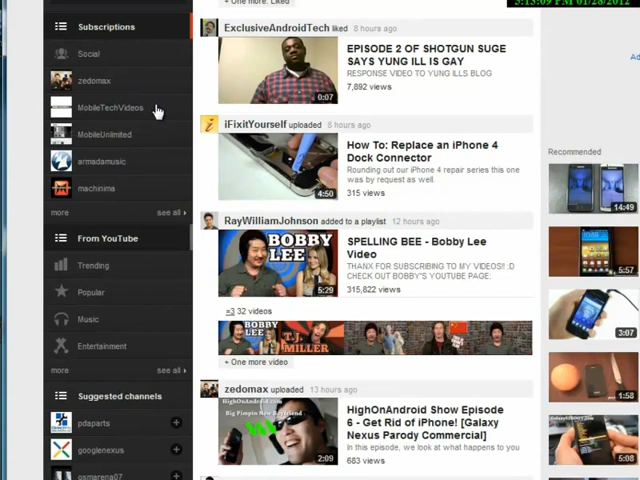 + One more: Liked
5:13:09 PM 01/28/2012
Subscriptions
Social
zedomax
MobileTechVideos
MobileUnlimited
armadamusic
machinima
more
see all
From YouTube
Trending
Popular
Music
Entertainment
more
see all
Suggested channels
pdaparts
googlenexus
osmarena07
ExclusiveAndroidTech liked 8 hours ago
EPISODE 2 OF SHOTGUN SUGE
SAYS YUNG ILL IS GAY
RESPONSE VIDEO TO YUNG ILLS BLOG
7,892 views
0:07
iFixitYourself uploaded 8 hours ago
How To: Replace an iPhone 4
Dock Connector
Rounding out our iPhone 4 repair series this one
was by request as well.
315 views
4:50
RayWilliamJohnson added to a playlist 12 hours ago
BOBBY
LEE
SPELLING BEE - Bobby Lee
Video
THANX FOR SUBSCRIBING TO MY VIDEOS!! :D
CHECK OUT BOBBY'S YOUTUBE PAGE.
315,822 views
5:29
=3 32 videos
BOBBY
LEE
T.J.
MILLER
+ One more video
zedomax uploaded 13 hours ago
HighOnAndroid.com
Big Pimpin New Boyfriend
HighOnAndroid Show Episode
6 - Get Rid of iPhone! [Galaxy
Nexus Parody Commercial]
In this episode, we look at what happens to you
683 views
2:09
Ad
Recommended
14:49
5:57
3:07
1:58
5:08